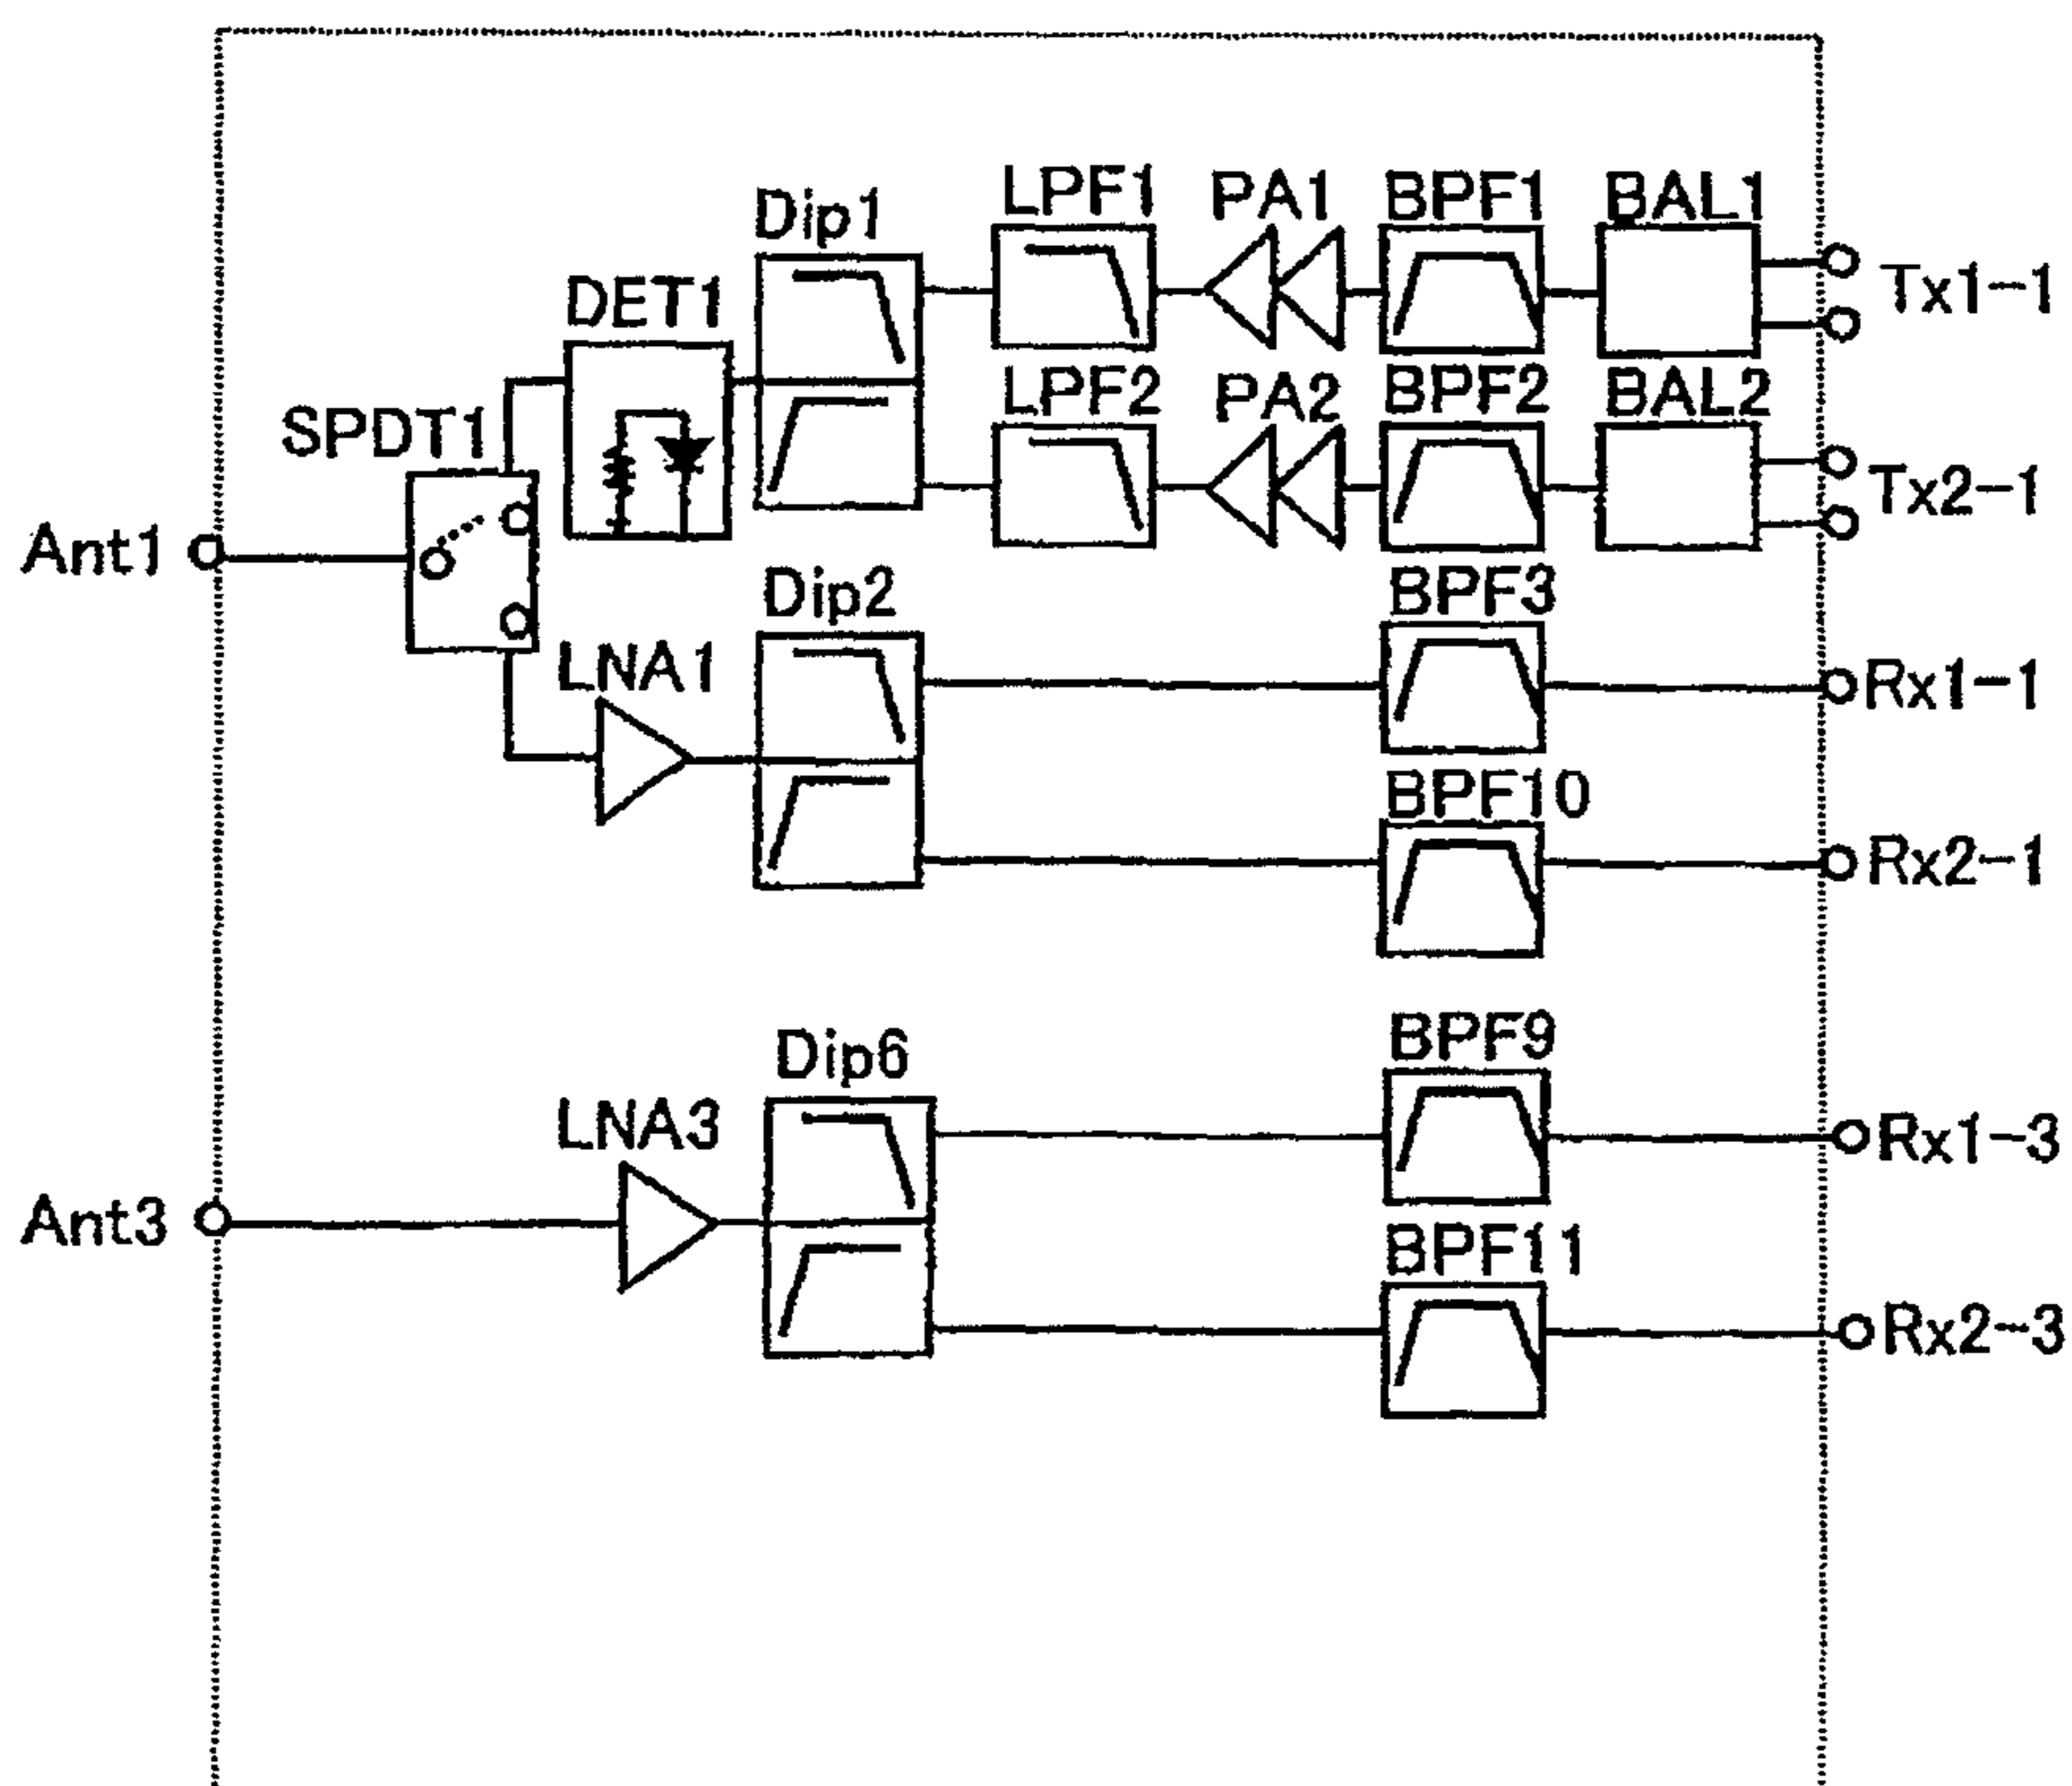 LPF1 PA1 BPF1 BAL1
Dip1
DET1
Tx1-1
LPF2 PA2 BPF2 BAL2
SPDT1
Tx2-1
Ant1
Dip2
BPF3
LNA1
Rx1-1
BPF10
Rx2-1
BPF9
Dip6
LNA3
Rx1-3
Ant3
BPF11
Rx2-3